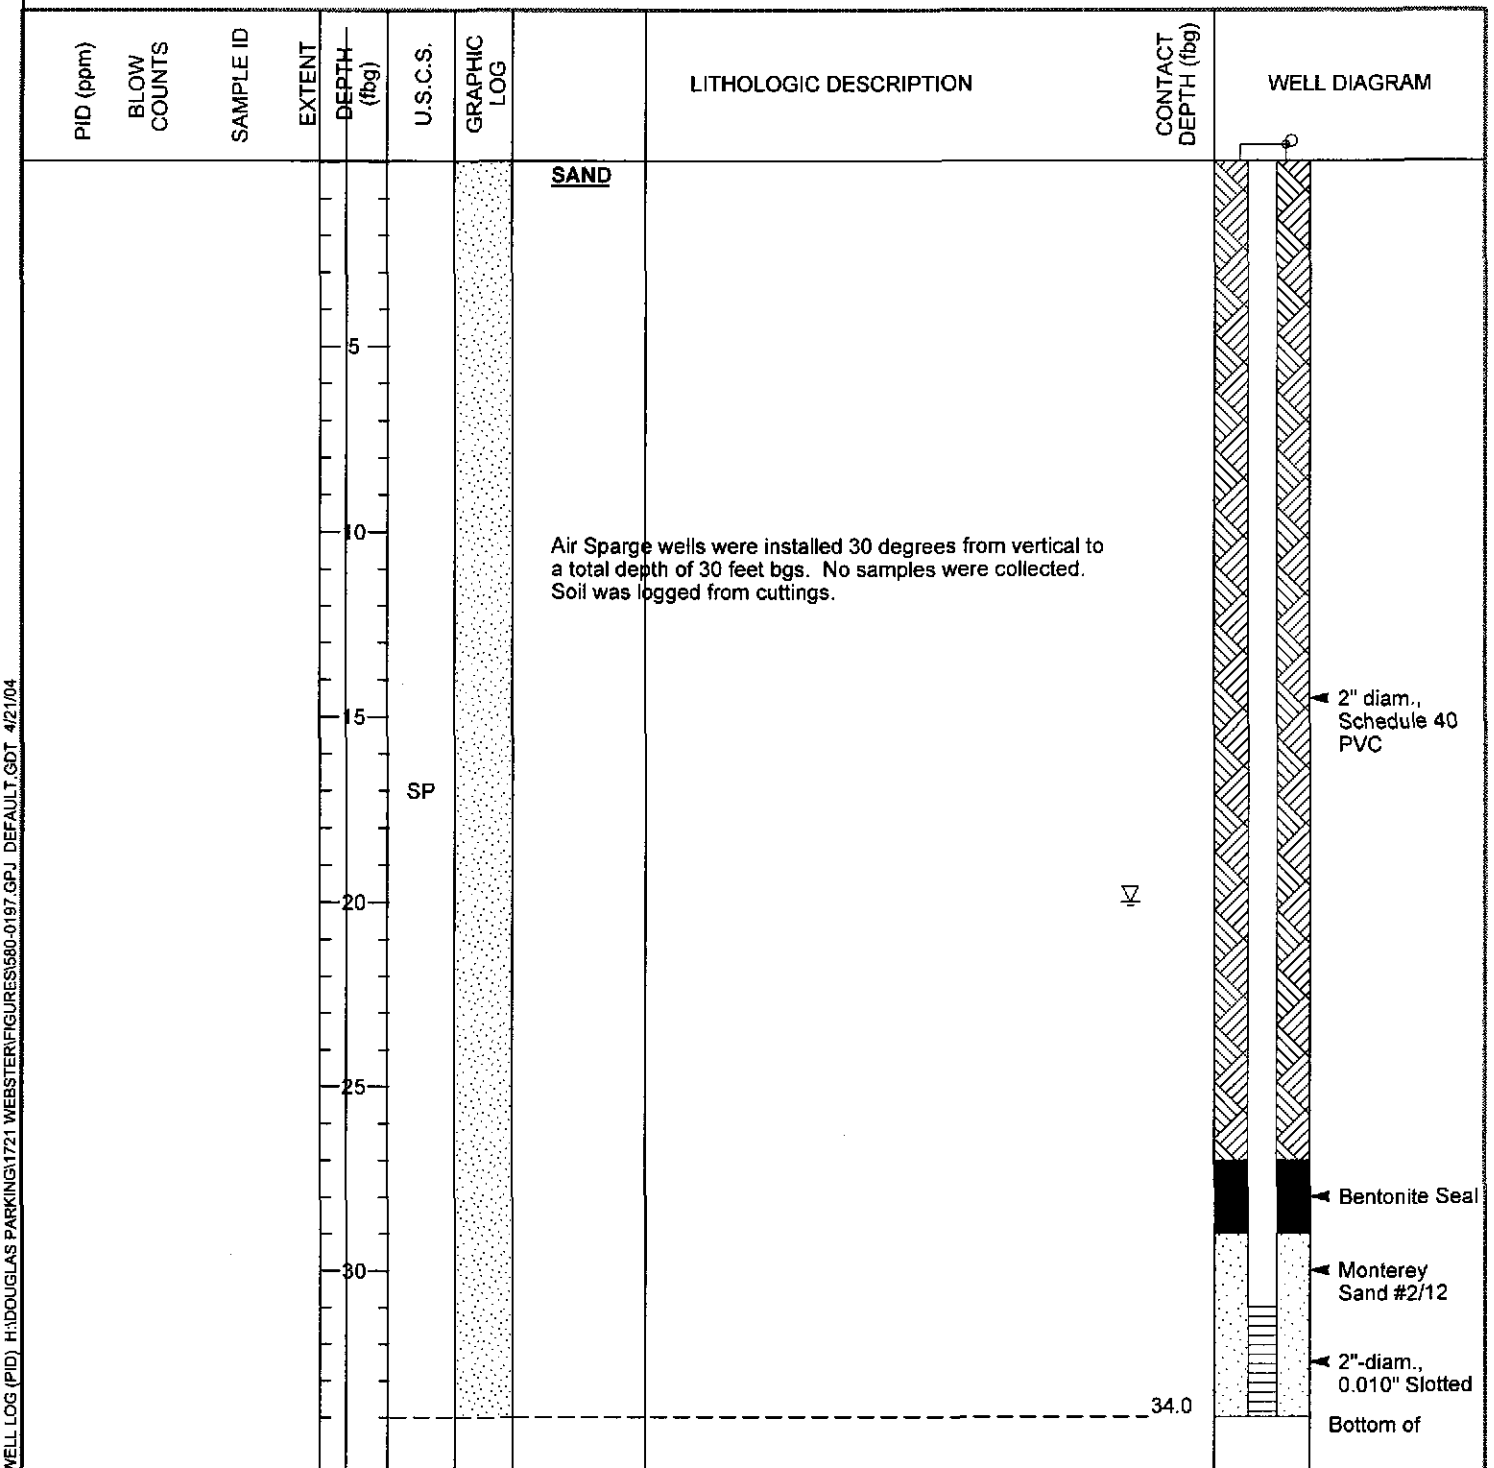 PID (ppm)
BLOW
COUNTS
SAMPLE ID
EXTENT
DEPTH
(fbg)
U.S.C.S.
GRAPHIC
LOG
LITHOLOGIC DESCRIPTION
CONTACT
DEPTH (fbg)
WELL DIAGRAM
SAND
5
10
Air Sparge wells were installed 30 degrees from vertical to
a total depth of 30 feet bgs. No samples were collected.
Soil was logged from cuttings.
15
2" diam.,
Schedule 40
PVC
SP
20
25
Bentonite Seal
30
Monterey
Sand #2/12
2"-diam.,
0.010" Slotted
34.0
Bottom of
WELL LOG (PID) H:\DOUGLAS PARKING\1721 WEBSTER\FIGURES\580-0197.GPJ DEFAULT.GDT 4/21/04